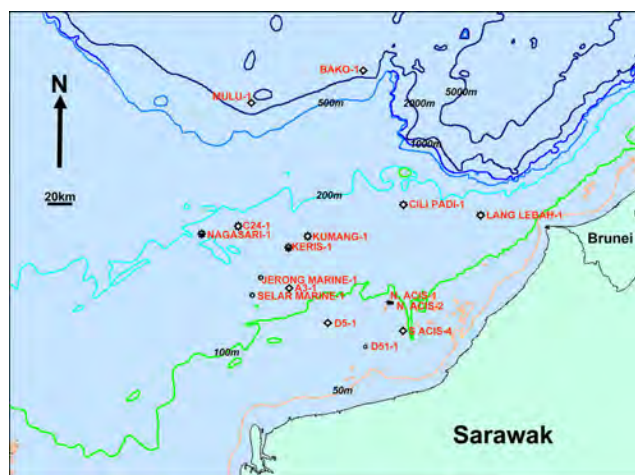 BAKO-1
N
MULU-1
500m
2000m
5000m
1000m
20km
200m
CILI PADI-1
LANG LEBAH-1
C24-1
NAGASARI-1
KUMANG-1
KERIS-1
Brunei
JERONG MARINE-1
A3-1
SELAR MARINE-1
N. ACIS-1
N. ACIS-2
D5-1
S ACIS-4
D51-1
100m
50m
Sarawak